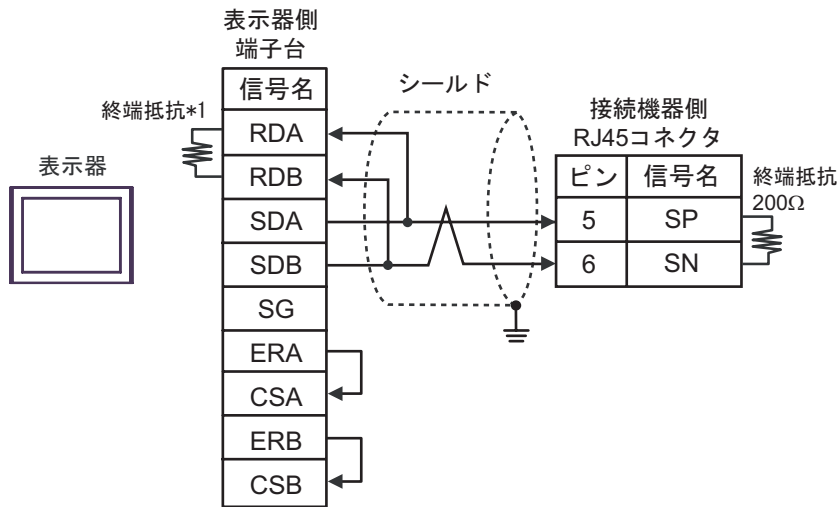 表示器側
端子台
信号名
RDA
RDB
SDA
SDB
SG
ERA
CSA
ERB
CSB
終端抵抗*1
表示器
シールド
接続機器側
RJ45コネクタ
ピン 信号名
5 SP
6 SN
終端抵抗
200Ω